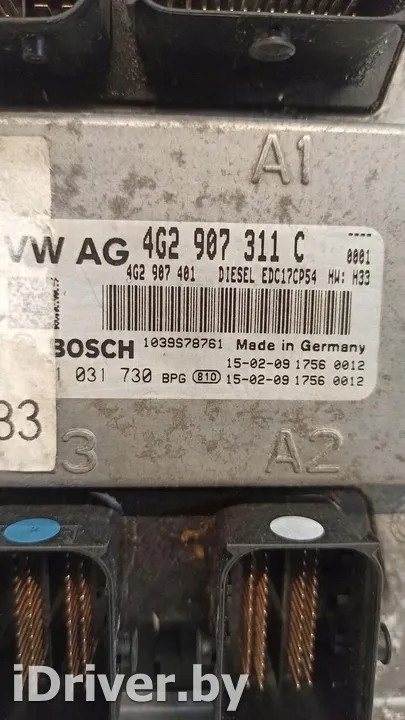 A1
VW AG 4G2 907 311 C ----
0001
4G2 907 401 DIESEL EDC17CP54 HW: H33
BOSCH 1039S78761 Made in Germany
15-02-09 1756 0012
031 730 BPG 810 15-02-09 1756 0012
83
3 A2
iDriver.by